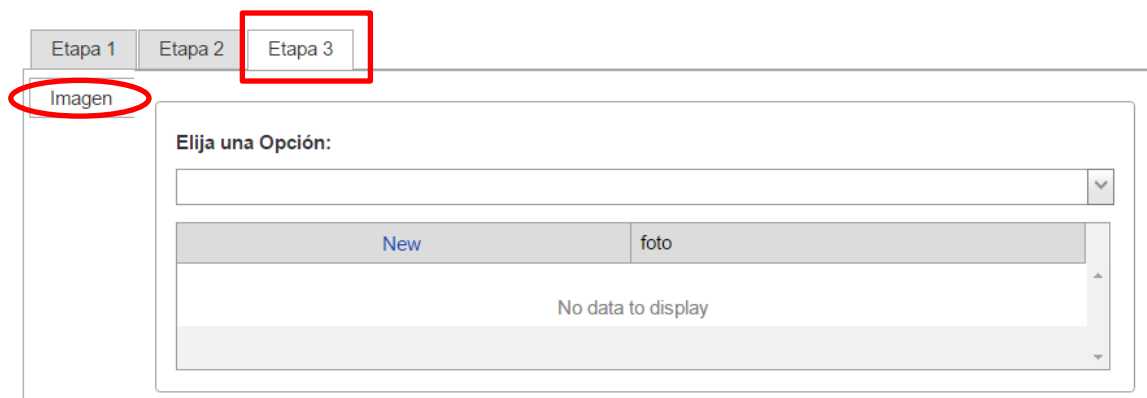 Etapa 1 Etapa 2 Etapa 3
Imagen
Elija una Opción:
New foto
No data to display